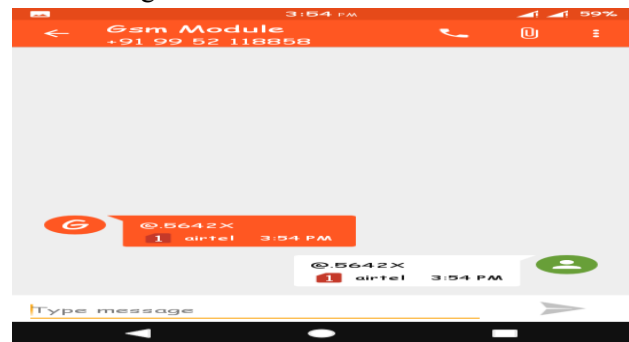 3:54 PM
59%
Gsm Module
+91 99 52 118858
G
@.5642X
1 airtel 3:54 PM
@.5642X
1 airtel 3:54 PM
Type message